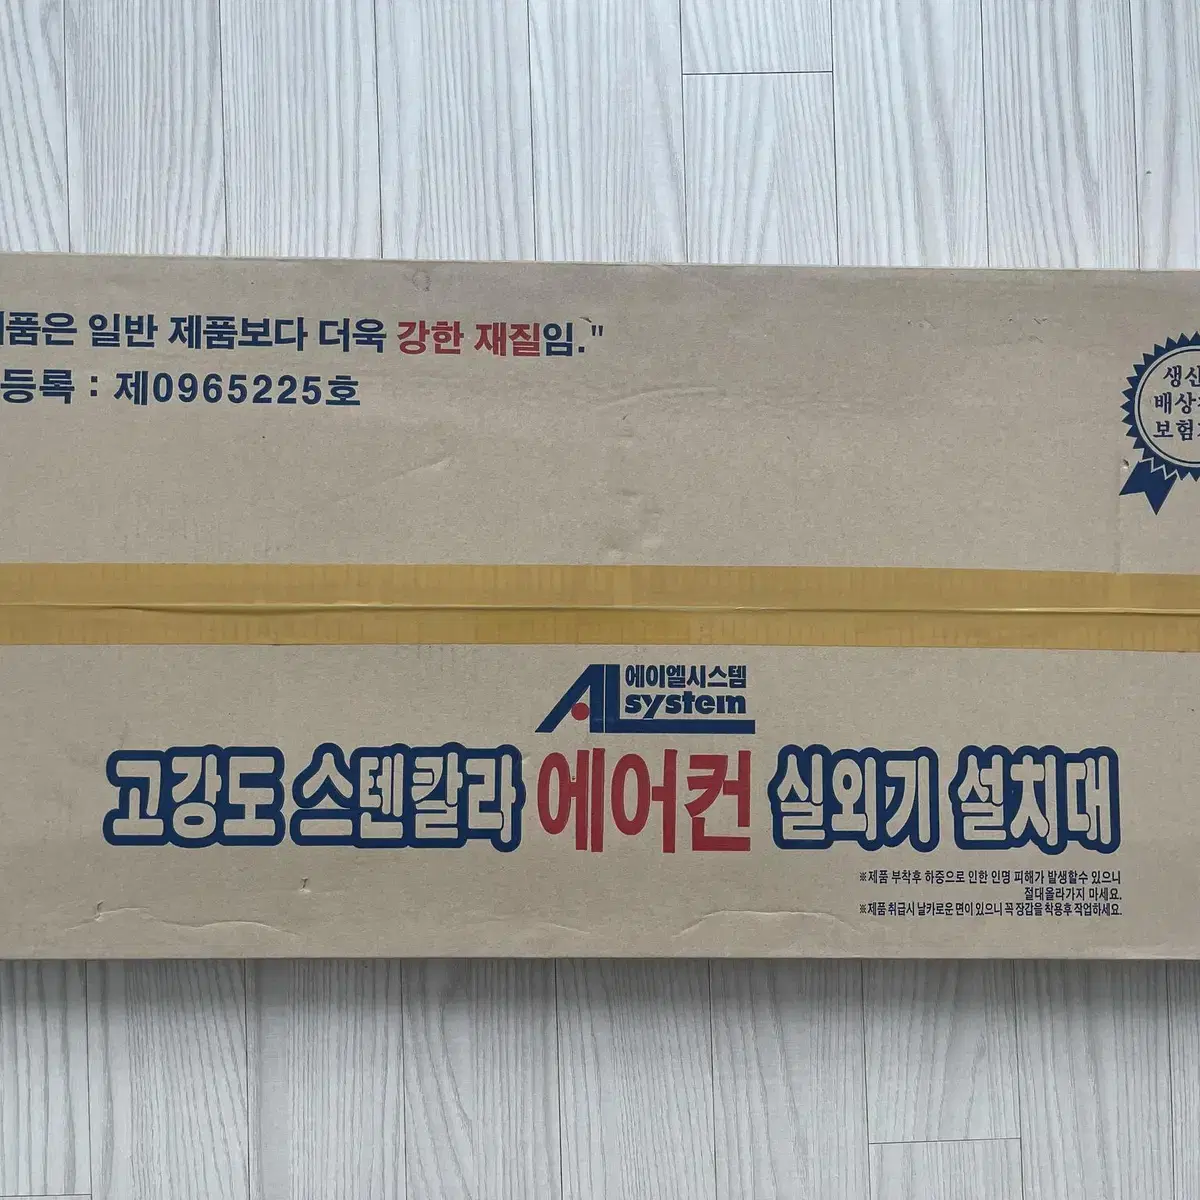 품은 일반 제품보다 더욱 강한 재질임."
등록 : 제0965225호
생산
배상
보험
에이엘시스템
AL system
고강도 스텐칼라 에어컨 실외기 설치대
※제품 부착후 하중으로 인한 인명 피해가 발생할수 있으니
절대올라가지 마세요.
※제품 취급시 날카로운 면이 있으니 꼭 장갑을 착용후 작업하세요.